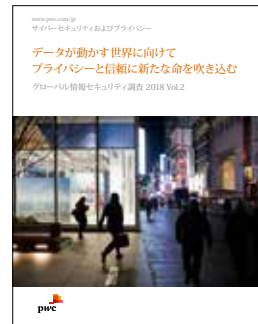 www.pwc.com/jp
サイバーセキュリティおよびプライバシー
データが動かす世界に向けて
プライバシーと信頼に新たな命を吹き込む
グローバル情報セキュリティ調査 2018 Vol.2
pwc